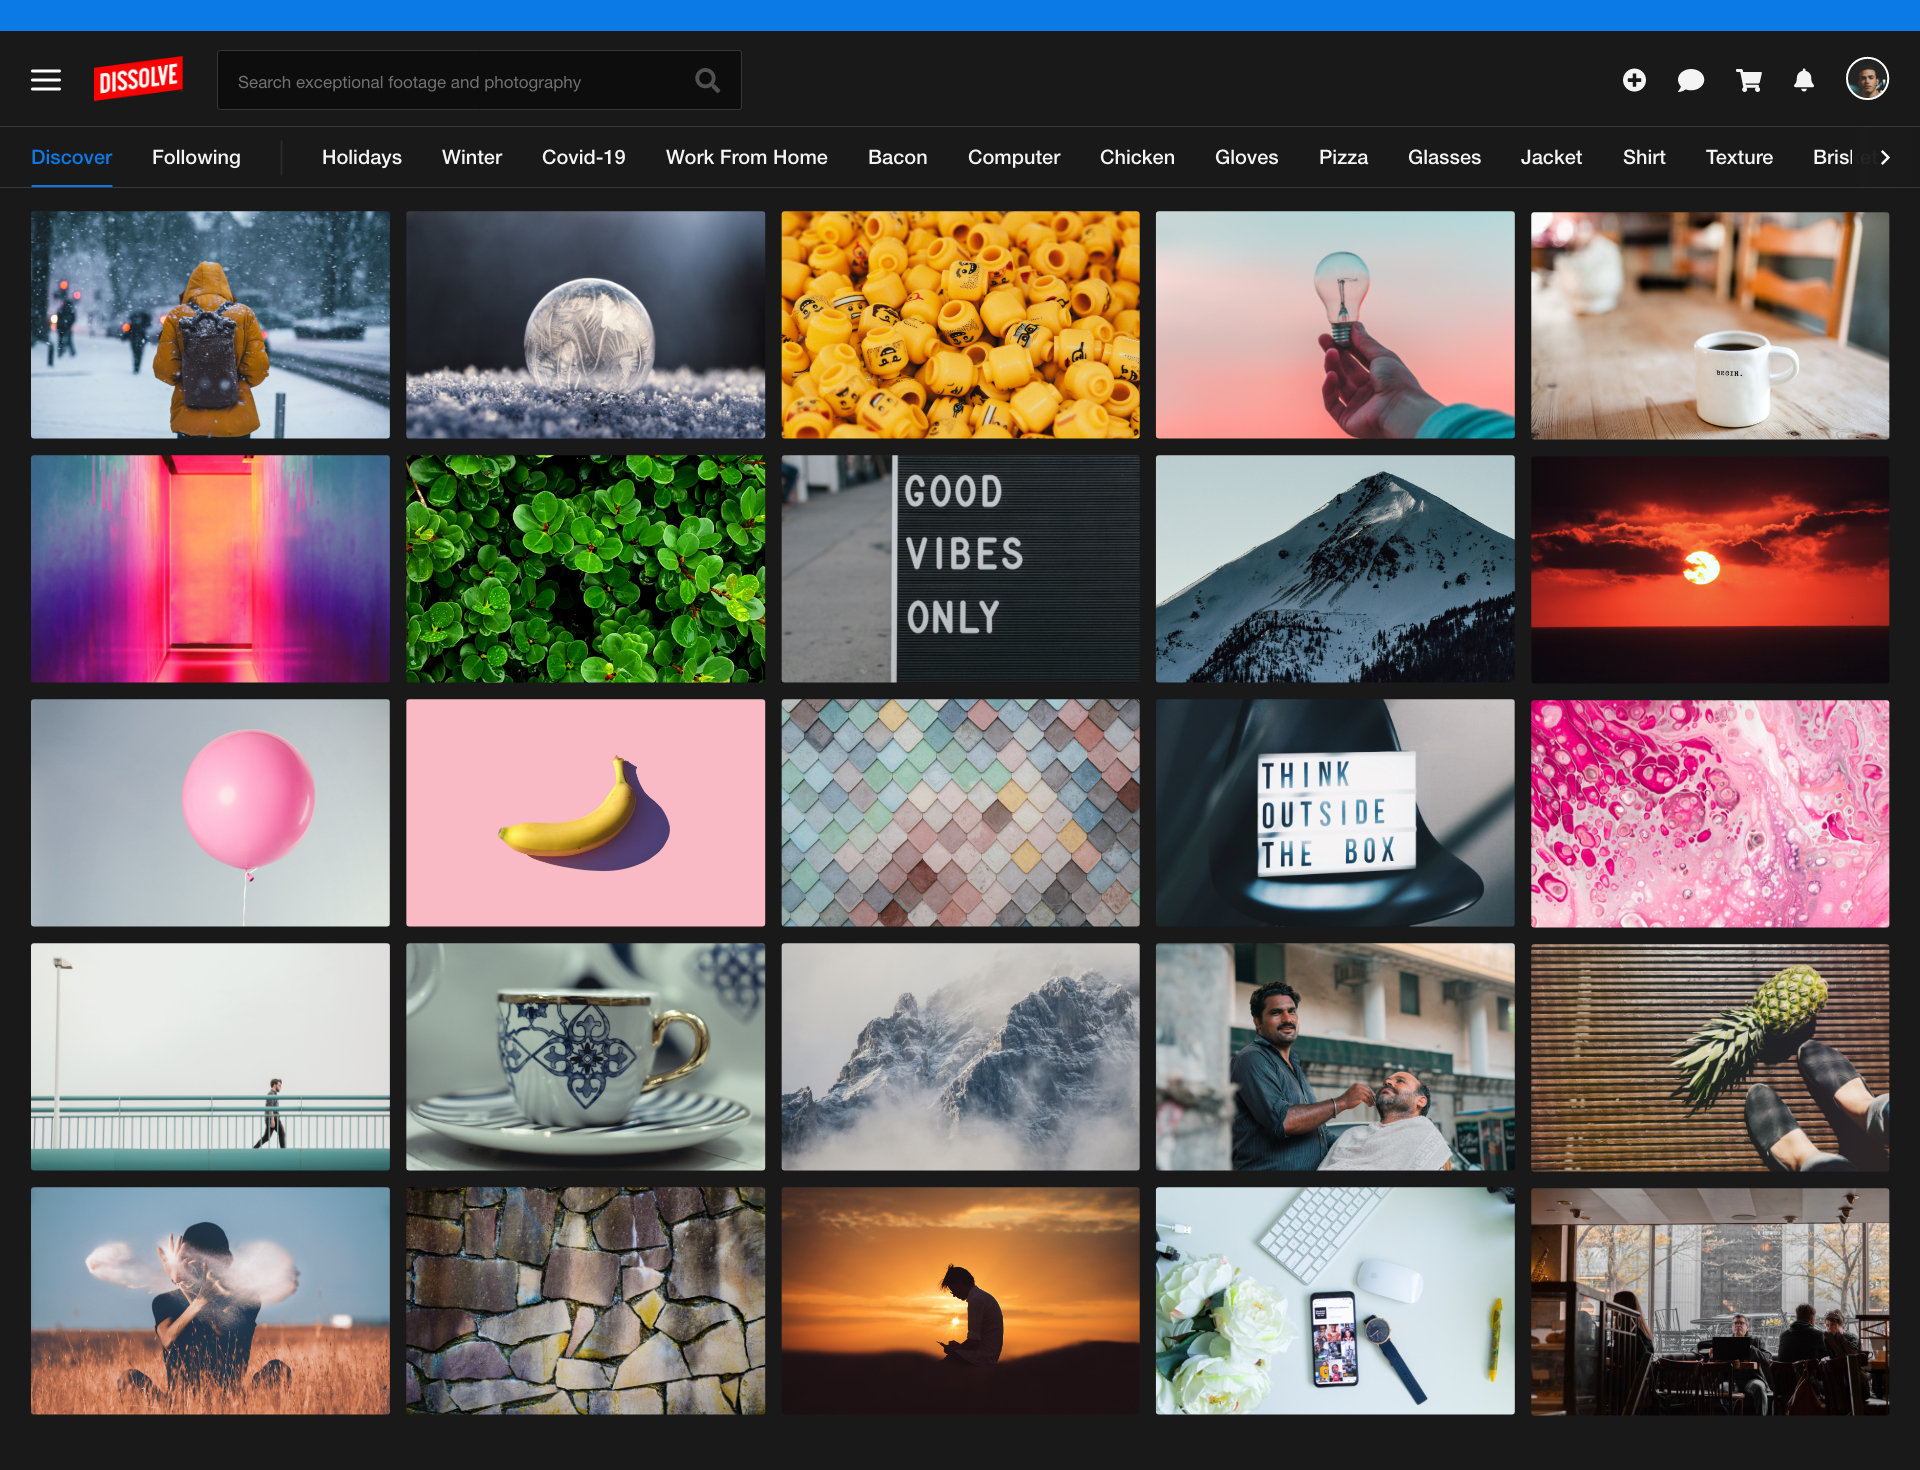 DISSOLVE
Search exceptional footage and photography
Discover
Following
Holidays
Winter
Covid-19
Work From Home
Bacon
Computer
Chicken
Gloves
Pizza
Glasses
Jacket
Shirt
Texture
Brisket
BEGIN.
GOOD
VIBES
ONLY
THINK
OUTSIDE
THE BOX